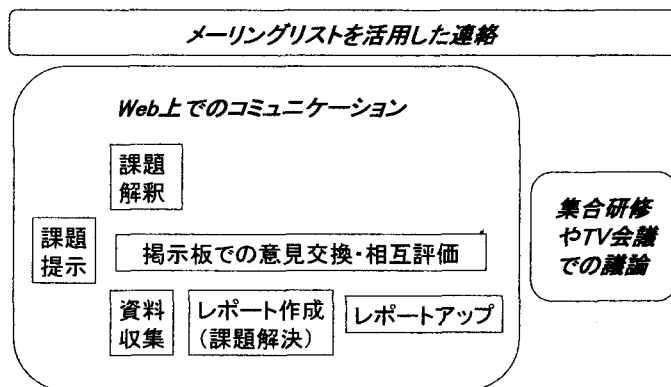 メーリングリストを活用した連絡
Web上でのコミュニケーション
課題
解釈
課題
提示
掲示板での意見交換・相互評価
資料
収集
レポート作成
(課題解決)
レポートアップ
集合研修
やTV会議
での議論